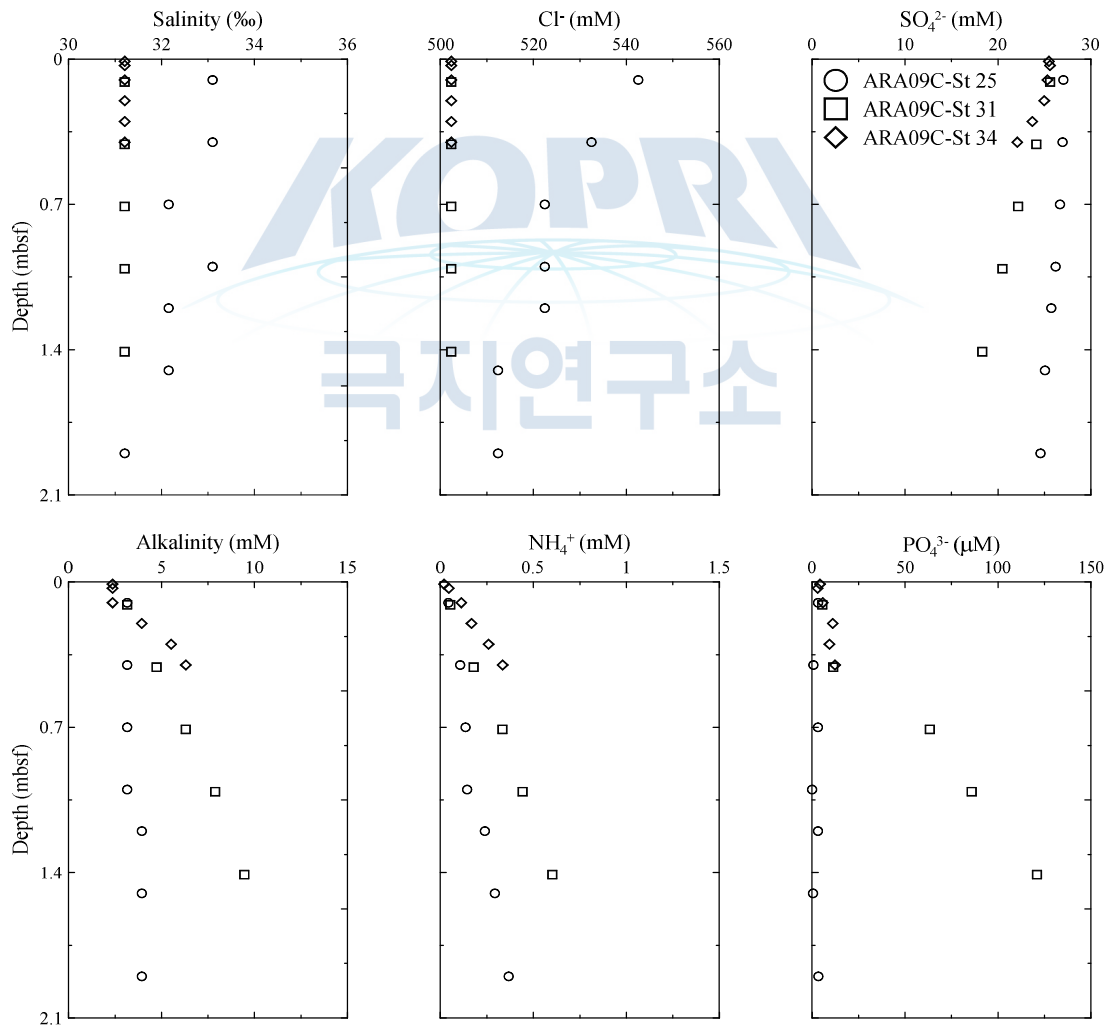 Salinity (‰)
30 32 34 36
Cl⁻ (mM)
500 520 540 560
SO₄²⁻ (mM)
0 10 20 30
ARA09C-St 25
ARA09C-St 31
ARA09C-St 34
0
0.7
1.4
2.1
Depth (mbsf)
KOPRI
극지연구소
Alkalinity (mM)
0 5 10 15
NH₄⁺ (mM)
0 0.5 1 1.5
PO₄³⁻ (μM)
0 50 100 150
0
0.7
1.4
2.1
Depth (mbsf)